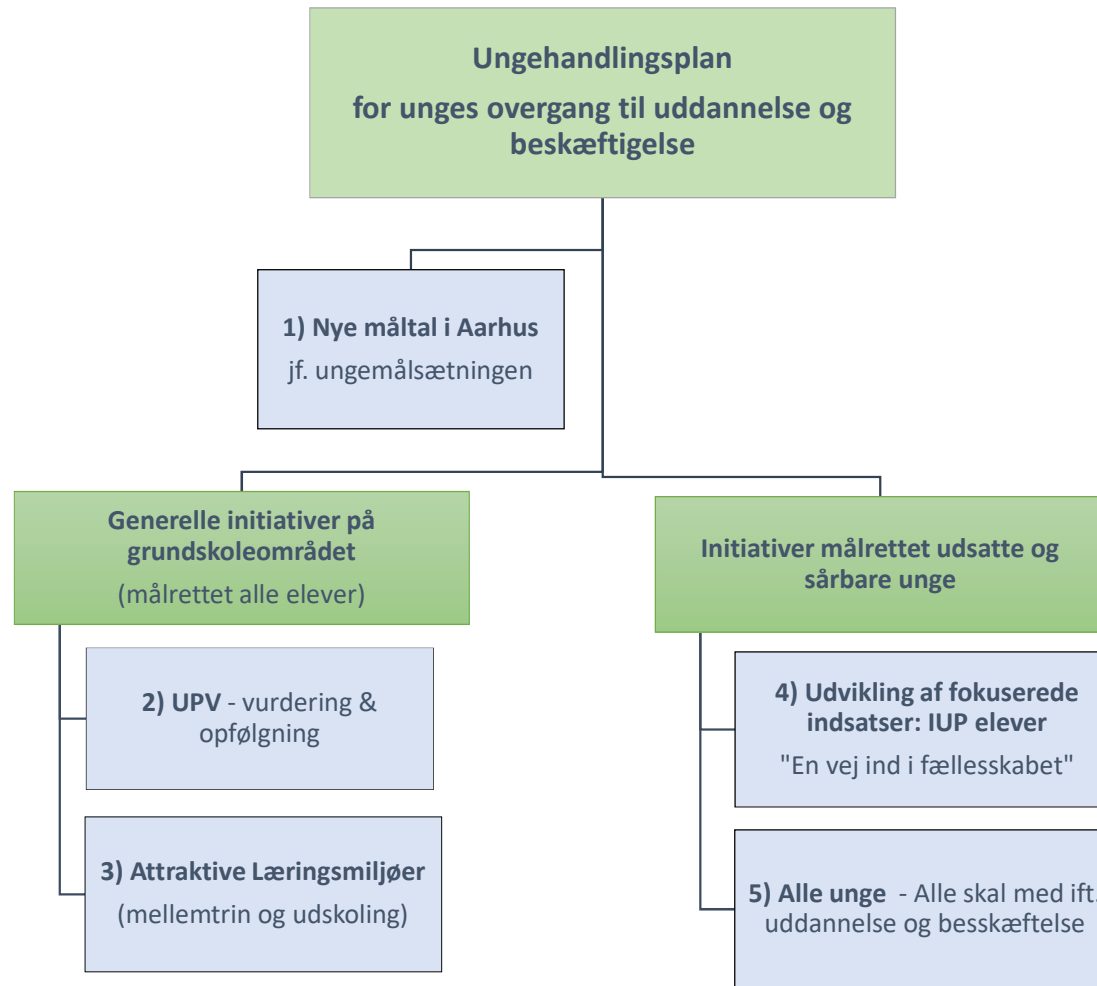 Ungehandlingsplan
for unges overgang til uddannelse og
beskæftigelse
1) Nye måltal i Aarhus
jf. ungemålsætningen
Generelle initiativer på
grundskoleområdet
(målrettet alle elever)
2) UPV - vurdering &
opfølgning
3) Attraktive Læringsmiljøer
(mellemtrin og udskoling)
Initiativer målrettet udsatte og
sårbare unge
4) Udvikling af fokuserede
indsatser: IUP elever
"En vej ind i fællesskabet"
5) Alle unge - Alle skal med ift.
uddannelse og besskæftelse